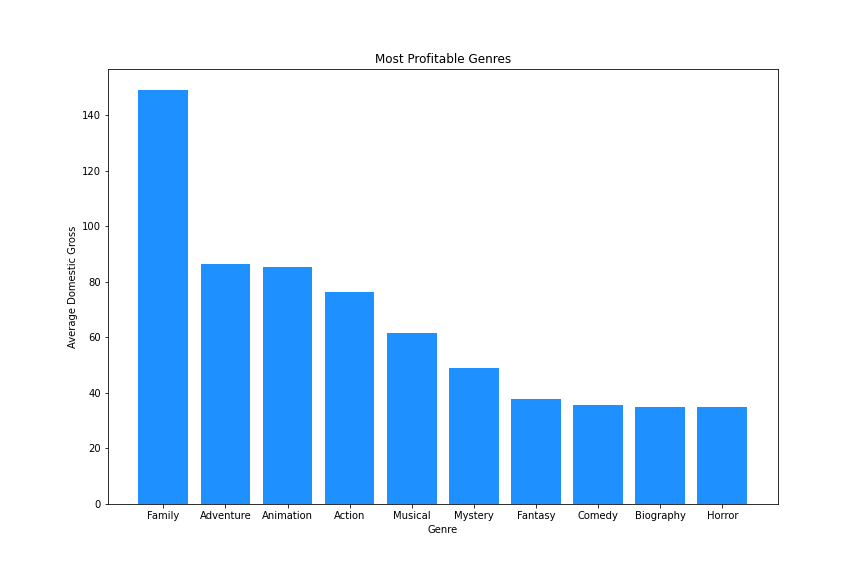 Most Profitable Genres
140
120
100
80
60
40
20
0
Average Domestic Gross
Family Adventure Animation Action Musical Mystery Fantasy Comedy Biography Horror
Genre